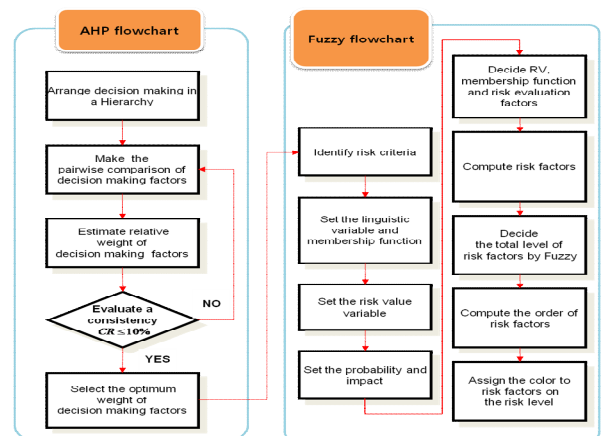 AHP flowchart
Arrange decision making in
a Hierarchy
Make the
pairwise comparison of
decision making factors
Estimate relative
weight of
decision making factors
Evaluate a
consistency
CR ≤10%
NO
YES
Select the optimum
weight of
decision making factors
Fuzzy flowchart
Identify risk criteria
Set the linguistic
variable and
membership function
Set the risk value
variable
Set the probability and
impact
Decide RV,
membership function
and risk evaluation
factors
Compute risk factors
Decide
the total level of
risk factors by Fuzzy
Compute the order of
risk factors
Assign the color to
risk factors on
the risk level